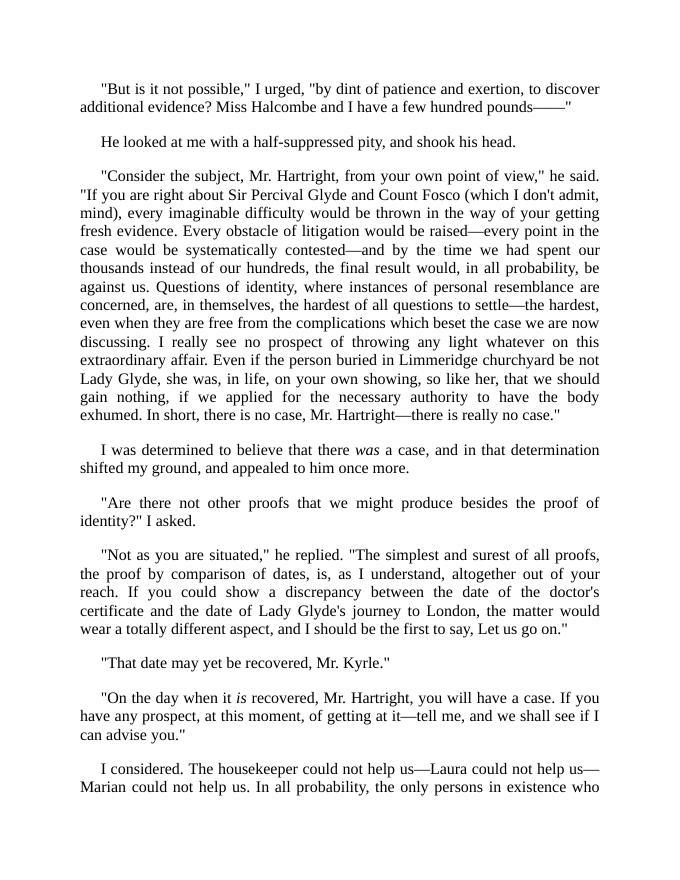 "But is it not possible," I urged, "by dint of patience and exertion, to discover
additional evidence? Miss Halcombe and I have a few hundred pounds——"
He looked at me with a half-suppressed pity, and shook his head.
"Consider the subject, Mr. Hartright, from your own point of view," he said.
"If you are right about Sir Percival Glyde and Count Fosco (which I don't admit,
mind), every imaginable difficulty would be thrown in the way of your getting
fresh evidence. Every obstacle of litigation would be raised—every point in the
case would be systematically contested—and by the time we had spent our
thousands instead of our hundreds, the final result would, in all probability, be
against us. Questions of identity, where instances of personal resemblance are
concerned, are, in themselves, the hardest of all questions to settle—the hardest,
even when they are free from the complications which beset the case we are now
discussing. I really see no prospect of throwing any light whatever on this
extraordinary affair. Even if the person buried in Limmeridge churchyard be not
Lady Glyde, she was, in life, on your own showing, so like her, that we should
gain nothing, if we applied for the necessary authority to have the body
exhumed. In short, there is no case, Mr. Hartright—there is really no case."
I was determined to believe that there was a case, and in that determination
shifted my ground, and appealed to him once more.
"Are there not other proofs that we might produce besides the proof of
identity?" I asked.
"Not as you are situated," he replied. "The simplest and surest of all proofs,
the proof by comparison of dates, is, as I understand, altogether out of your
reach. If you could show a discrepancy between the date of the doctor's
certificate and the date of Lady Glyde's journey to London, the matter would
wear a totally different aspect, and I should be the first to say, Let us go on."
"That date may yet be recovered, Mr. Kyrle."
"On the day when it is recovered, Mr. Hartright, you will have a case. If you
have any prospect, at this moment, of getting at it—tell me, and we shall see if I
can advise you."
I considered. The housekeeper could not help us—Laura could not help us—
Marian could not help us. In all probability, the only persons in existence who